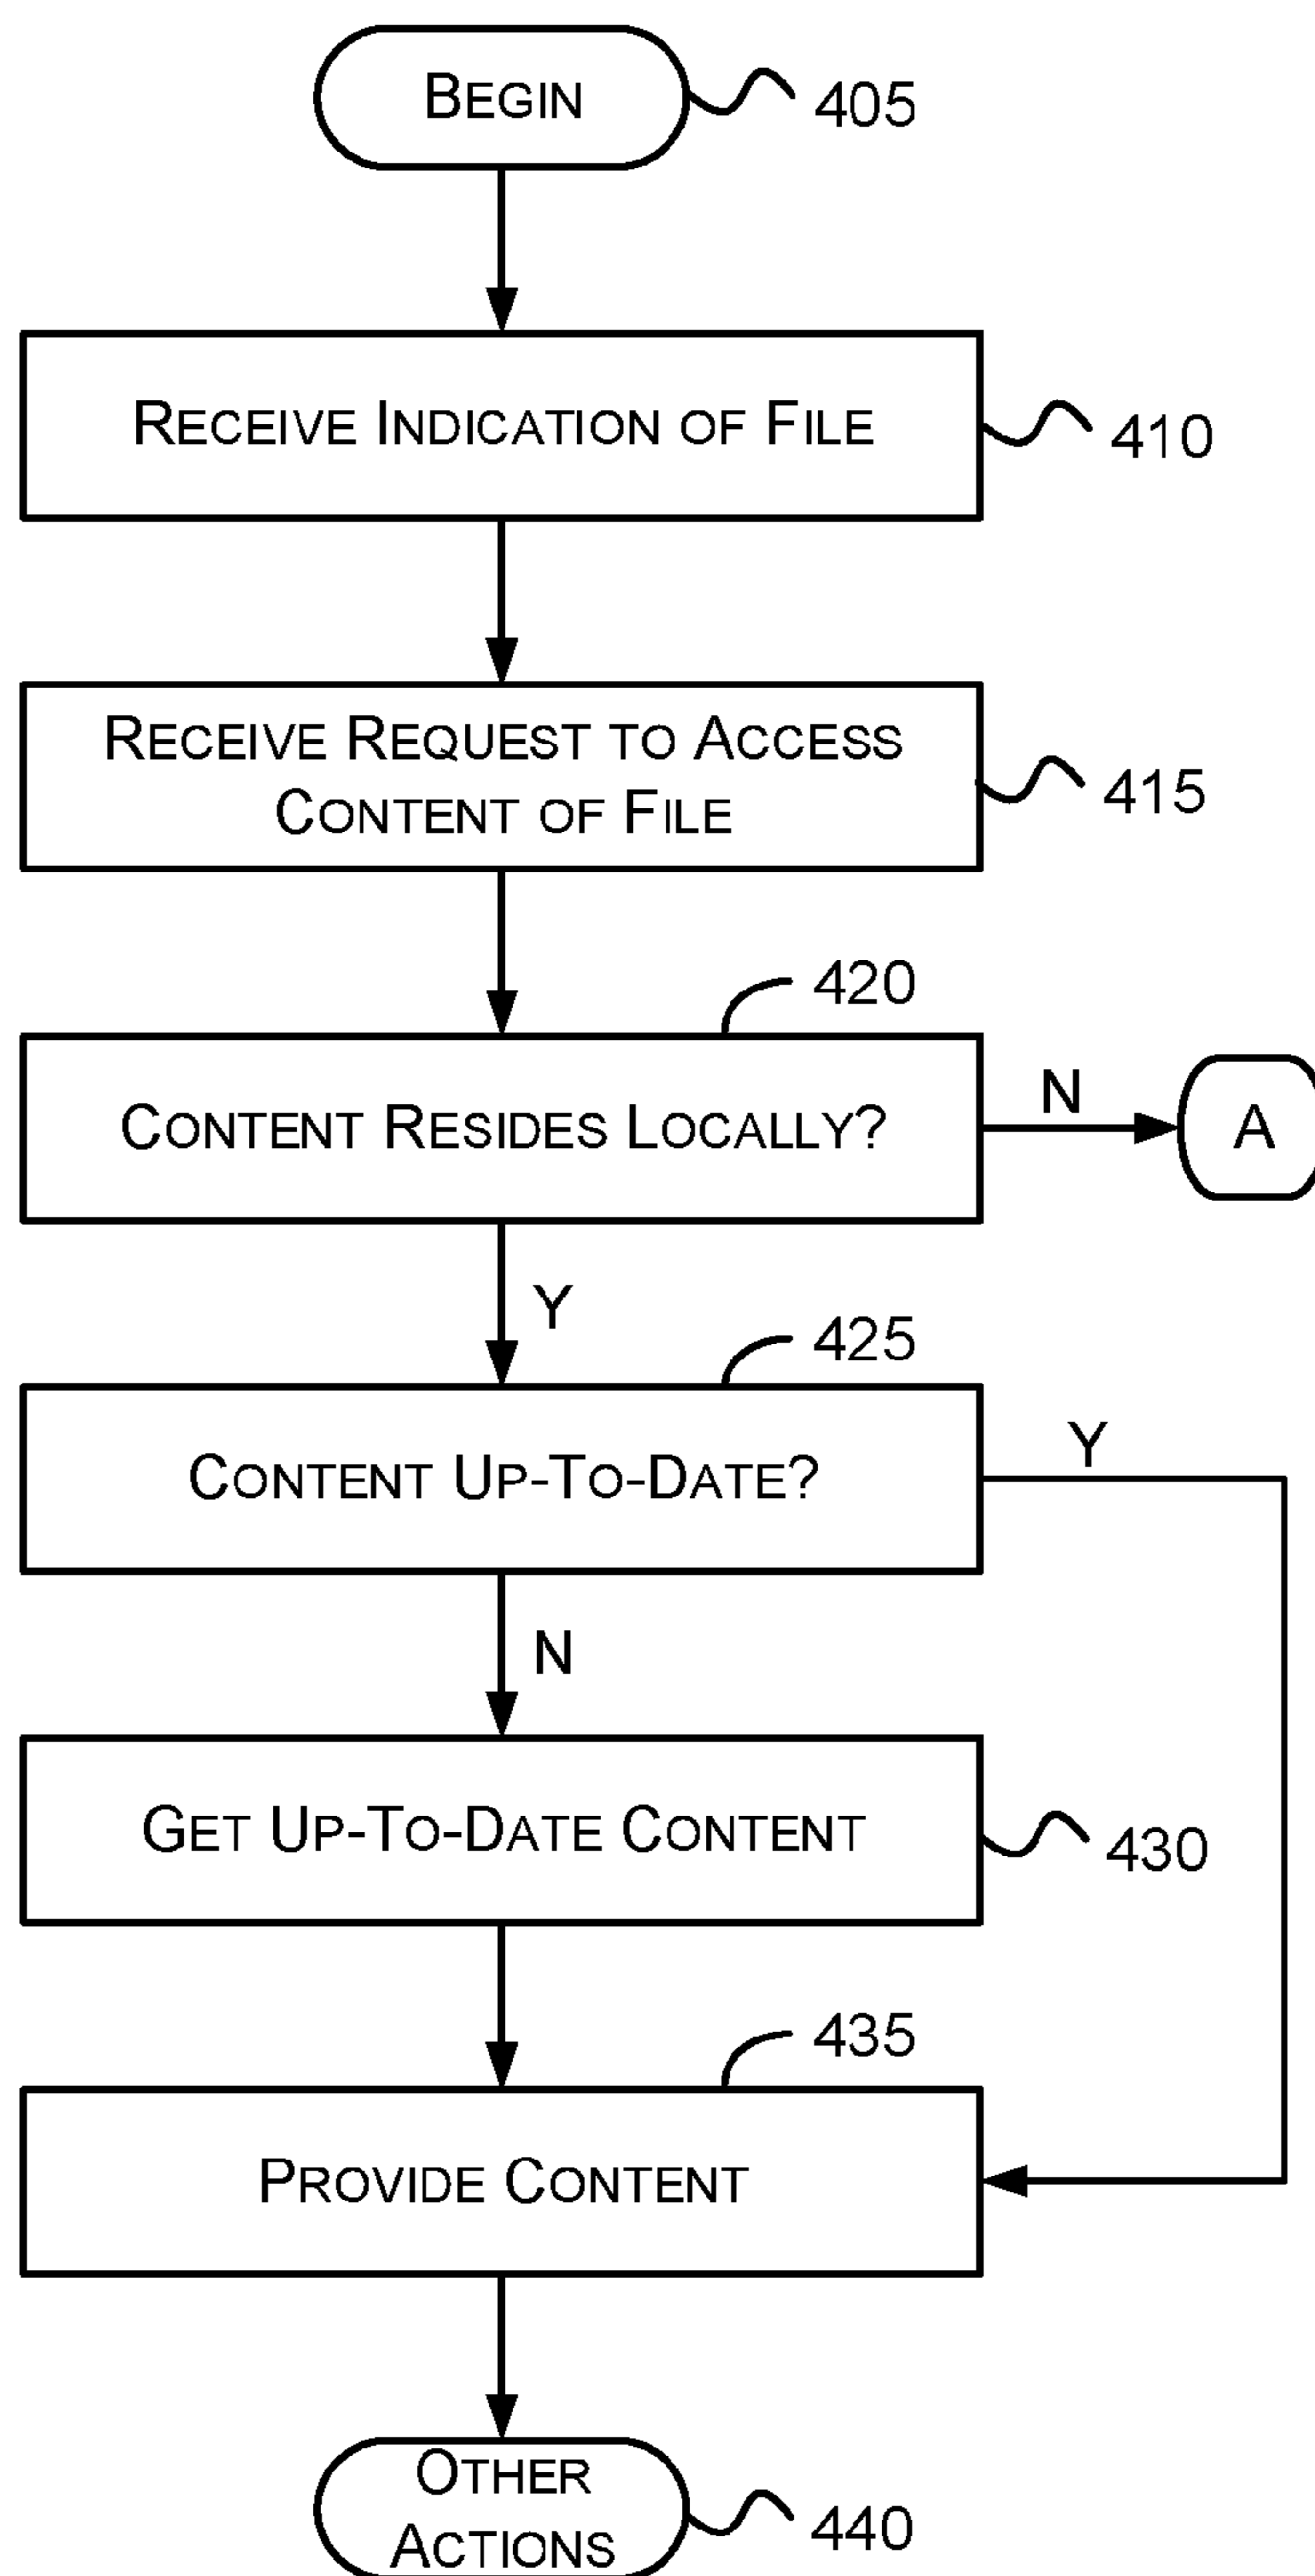 BEGIN
405
RECEIVE INDICATION OF FILE
410
RECEIVE REQUEST TO ACCESS
CONTENT OF FILE
415
420
CONTENT RESIDES LOCALLY?
N
A
Y
425
CONTENT UP-TO-DATE?
Y
N
GET UP-TO-DATE CONTENT
430
435
PROVIDE CONTENT
OTHER
ACTIONS
440